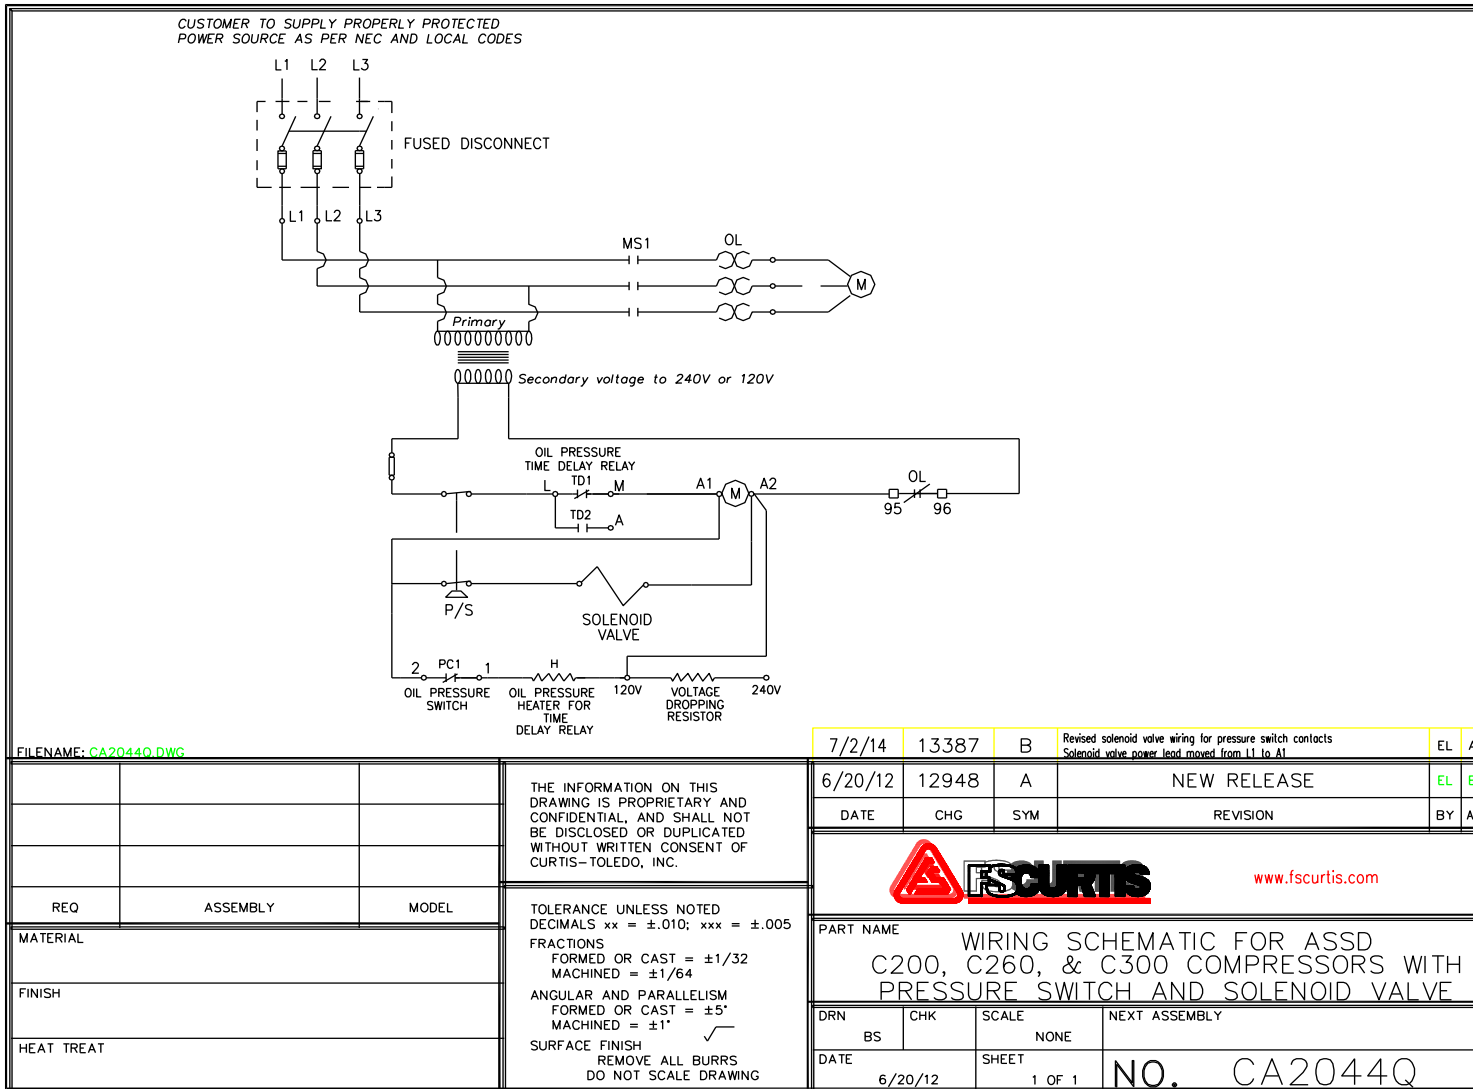 CUSTOMER TO SUPPLY PROPERLY PROTECTED
POWER SOURCE AS PER NEC AND LOCAL CODES
L1 L2 L3
FUSED DISCONNECT
L1 L2 L3
MS1 OL
M
Primary
Secondary voltage to 240V or 120V
OIL PRESSURE
TIME DELAY RELAY
L TD1 M A1 M A2 OL
95 96
TD2 A
P/S
SOLENOID
VALVE
2 PC1 1 H
120V 240V
OIL PRESSURE
SWITCH
OIL PRESSURE
HEATER FOR
TIME
DELAY RELAY
VOLTAGE
DROPPING
RESISTOR
FILENAME: CA2044Q.DWG
7/2/14 13387 B Revised solenoid valve wiring for pressure switch contacts
Solenoid valve power lead moved from L1 to A1
EL A
6/20/12 12948 A NEW RELEASE EL
DATE CHG SYM REVISION BY A
THE INFORMATION ON THIS
DRAWING IS PROPRIETARY AND
CONFIDENTIAL, AND SHALL NOT
BE DISCLOSED OR DUPLICATED
WITHOUT WRITTEN CONSENT OF
CURTIS-TOLEDO, INC.
REQ ASSEMBLY MODEL
MATERIAL
FINISH
HEAT TREAT
TOLERANCE UNLESS NOTED
DECIMALS xx = ±.010; xxx = ±.005
FRACTIONS
FORMED OR CAST = ±1/32
MACHINED = ±1/64
ANGULAR AND PARALLELISM
FORMED OR CAST = ±5°
MACHINED = ±1°
SURFACE FINISH
REMOVE ALL BURRS
DO NOT SCALE DRAWING
FSCURTIS
www.fscurtis.com
PART NAME
WIRING SCHEMATIC FOR ASSD
C200, C260, & C300 COMPRESSORS WITH
PRESSURE SWITCH AND SOLENOID VALVE
DRN BS CHK SCALE NONE NEXT ASSEMBLY
DATE 6/20/12 SHEET 1 OF 1 NO. CA2044Q